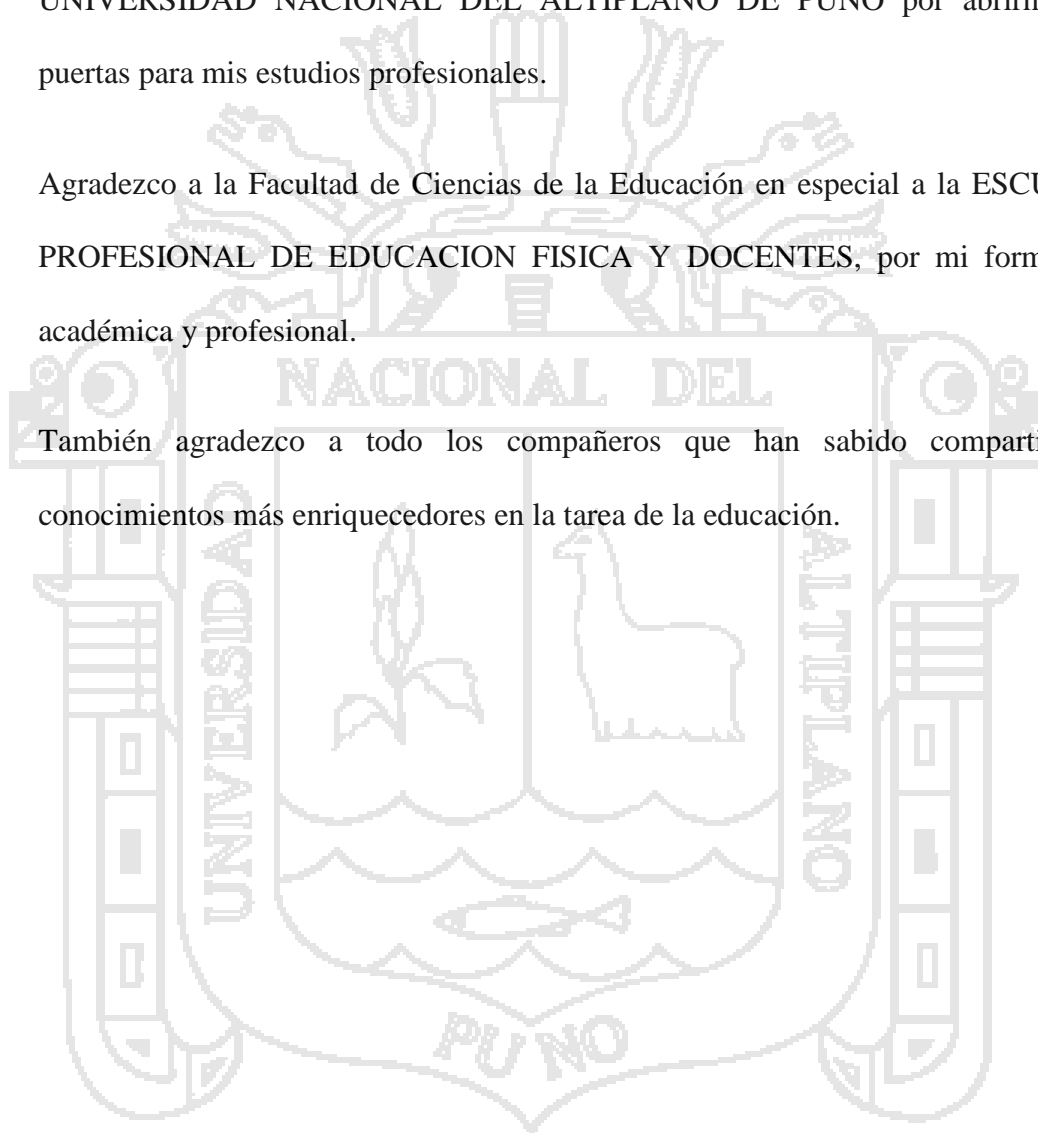 UNIVERSIDAD NACIONAL DEL ALTIPLANO DE PUNO por
puertas para mis estudios profesionales.
Agradezco a la Facultad de Ciencias de la Educación en especial a la
PROFESIONAL DE EDUCACION FISICA Y DOCENTES, por mi
académica y profesional.
También agradezco a todo los compañeros que han sabido
conocimientos más enriquecedores en la tarea de la educación.
NACIONAL DEL
UNIVERSIDAD
ALTIPLANO
PUNO